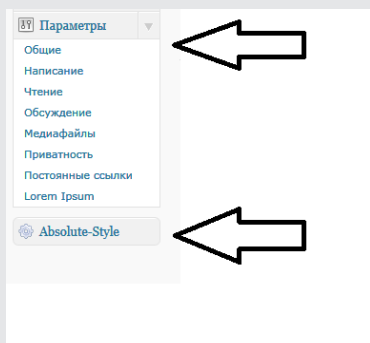 Параметры
Общие
Написание
Чтение
Обсуждение
Медиафайлы
Приватность
Постоянные ссылки
Lorem Ipsum
Absolute-Style